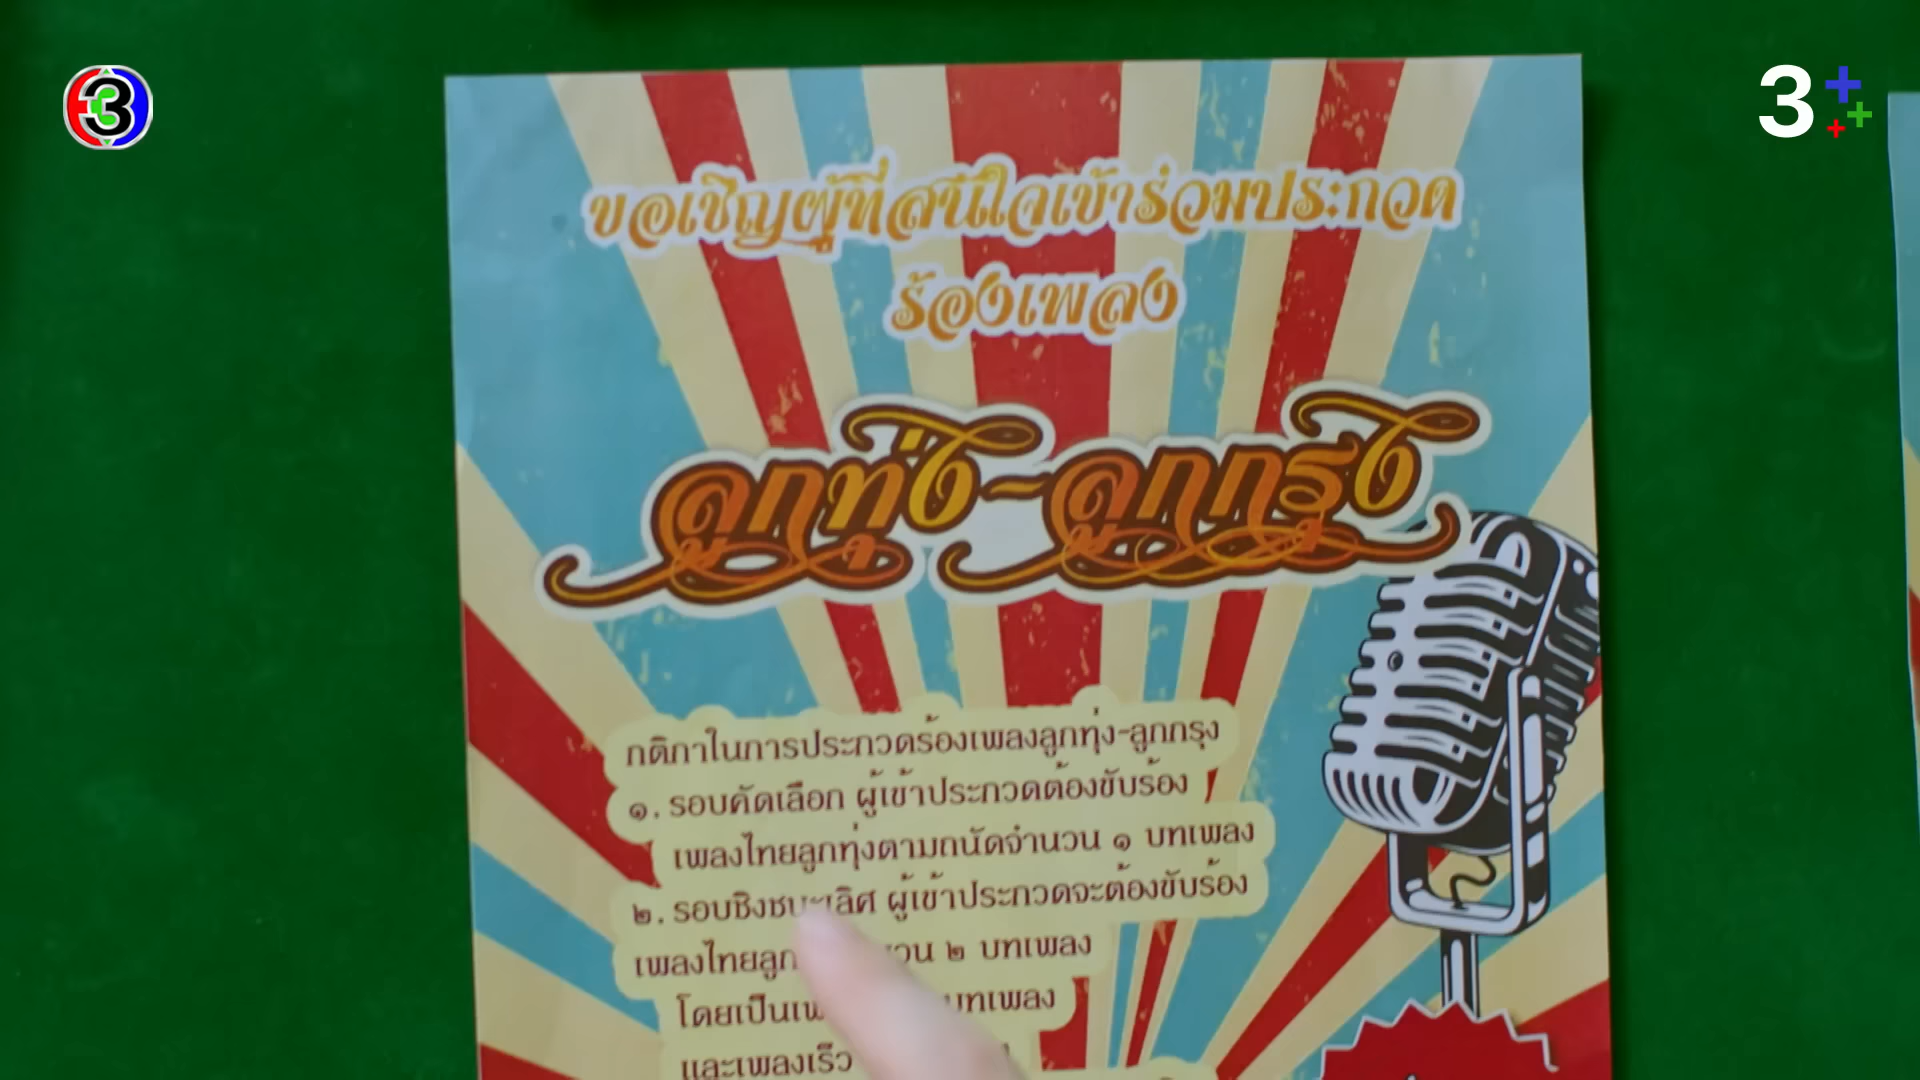 3
3
ขอเชิญผู้ที่สนใจเข้าร่วมประกวด
ร้องเพลง
ลูกทุ่ง-ลูกกรุง
กติกาในการประกวดร้องเพลงลูกทุ่ง-ลูกกรุง
๑. รอบคัดเลือก ผู้เข้าประกวดต้องขับร้อง
เพลงไทยลูกทุ่งตามถนัดจำนวน ๑ บทเพลง
๒. รอบชิงชนะเลิศ ผู้เข้าประกวดจะต้องขับร้อง
เพลงไทยลูก ๒ บทเพลง
โดยเป็น บทเพลง
และเพลงเร็ว